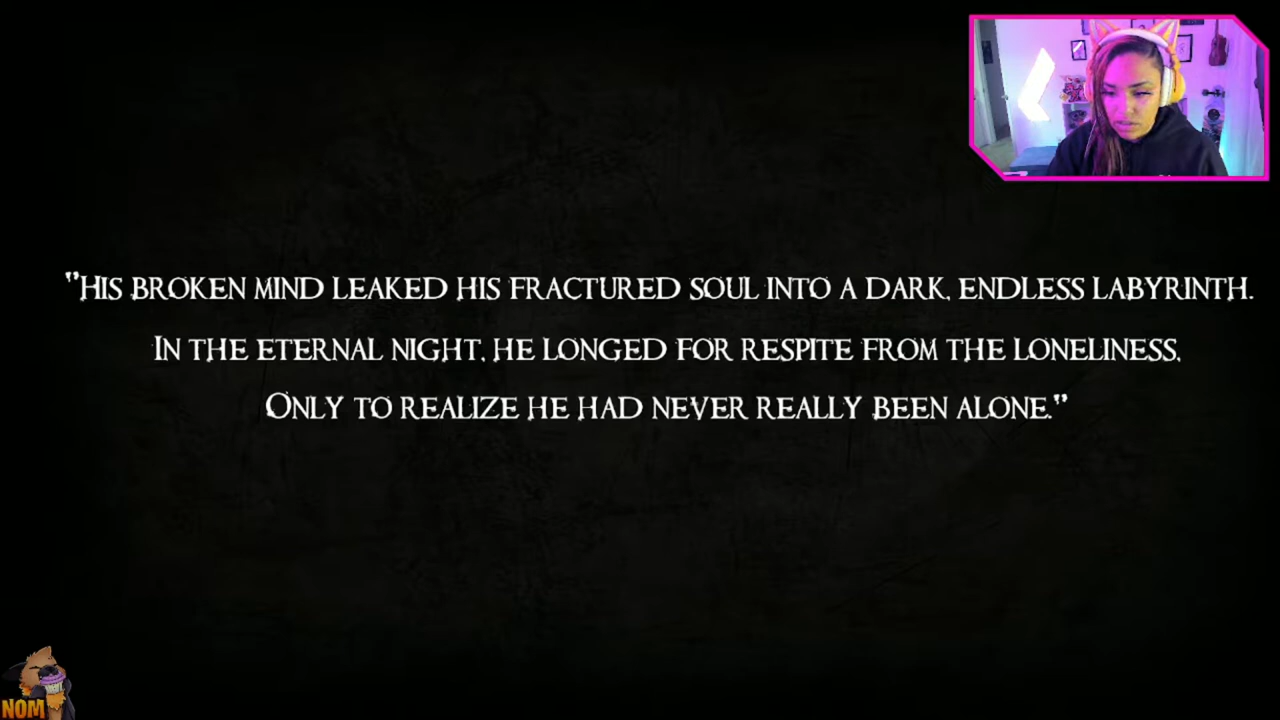 "His broken mind leaked his fractured soul into a dark, endless labyrinth.
In the eternal night, he longed for respite from the loneliness,
Only to realize he had never really been alone."
NOM